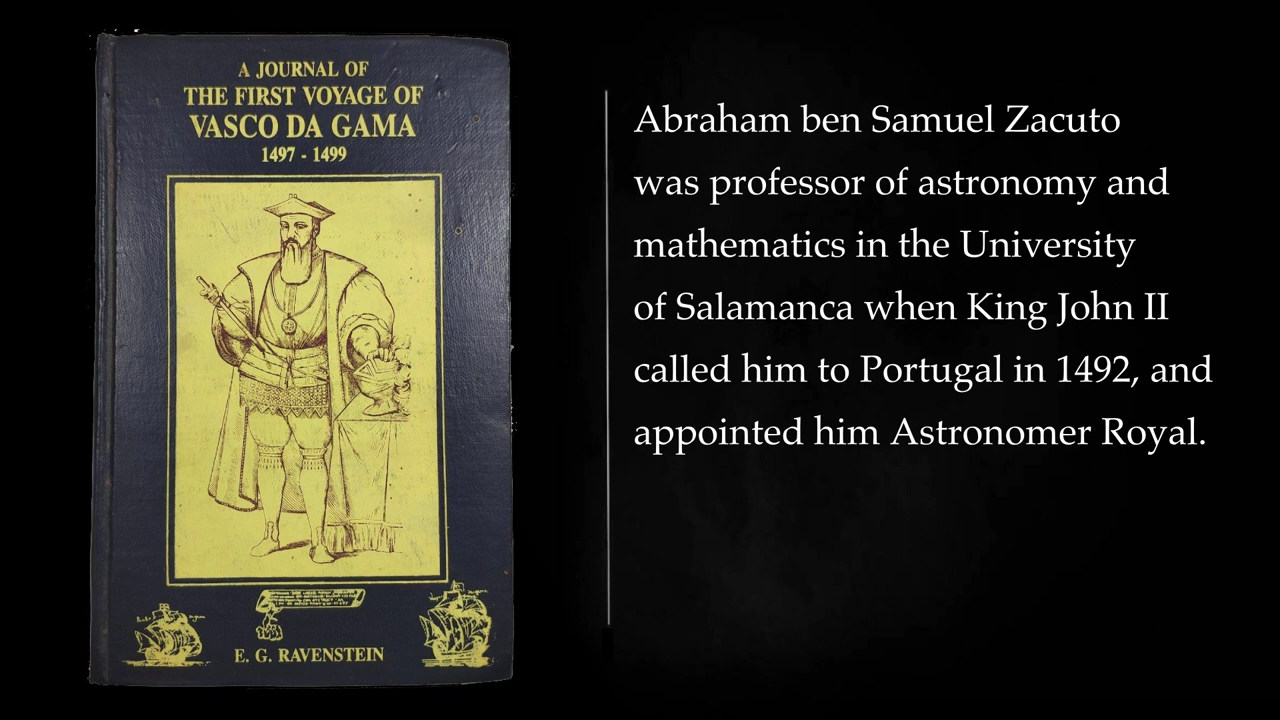 A JOURNAL OF
THE FIRST VOYAGE OF
VASCO DA GAMA
1497 - 1499
E. G. RAVENSTEIN
Abraham ben Samuel Zacuto
was professor of astronomy and
mathematics in the University
of Salamanca when King John II
called him to Portugal in 1492, and
appointed him Astronomer Royal.